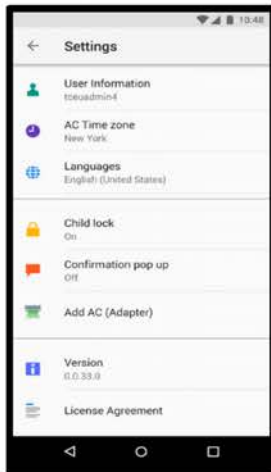 10:48
Settings
User Information
tceuadmin4
AC Time zone
New York
Languages
English (United States)
Child lock
On
Confirmation pop up
Off
Add AC (Adapter)
Version
0.0.33.0
License Agreement